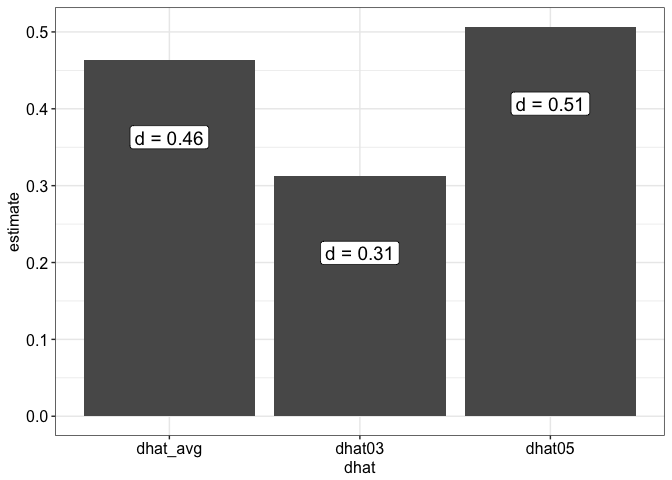 0.5
0.4
0.3
0.2
0.1
0.0
estimate
d = 0.46
d = 0.31
d = 0.51
dhat_avg
dhat03
dhat05
dhat